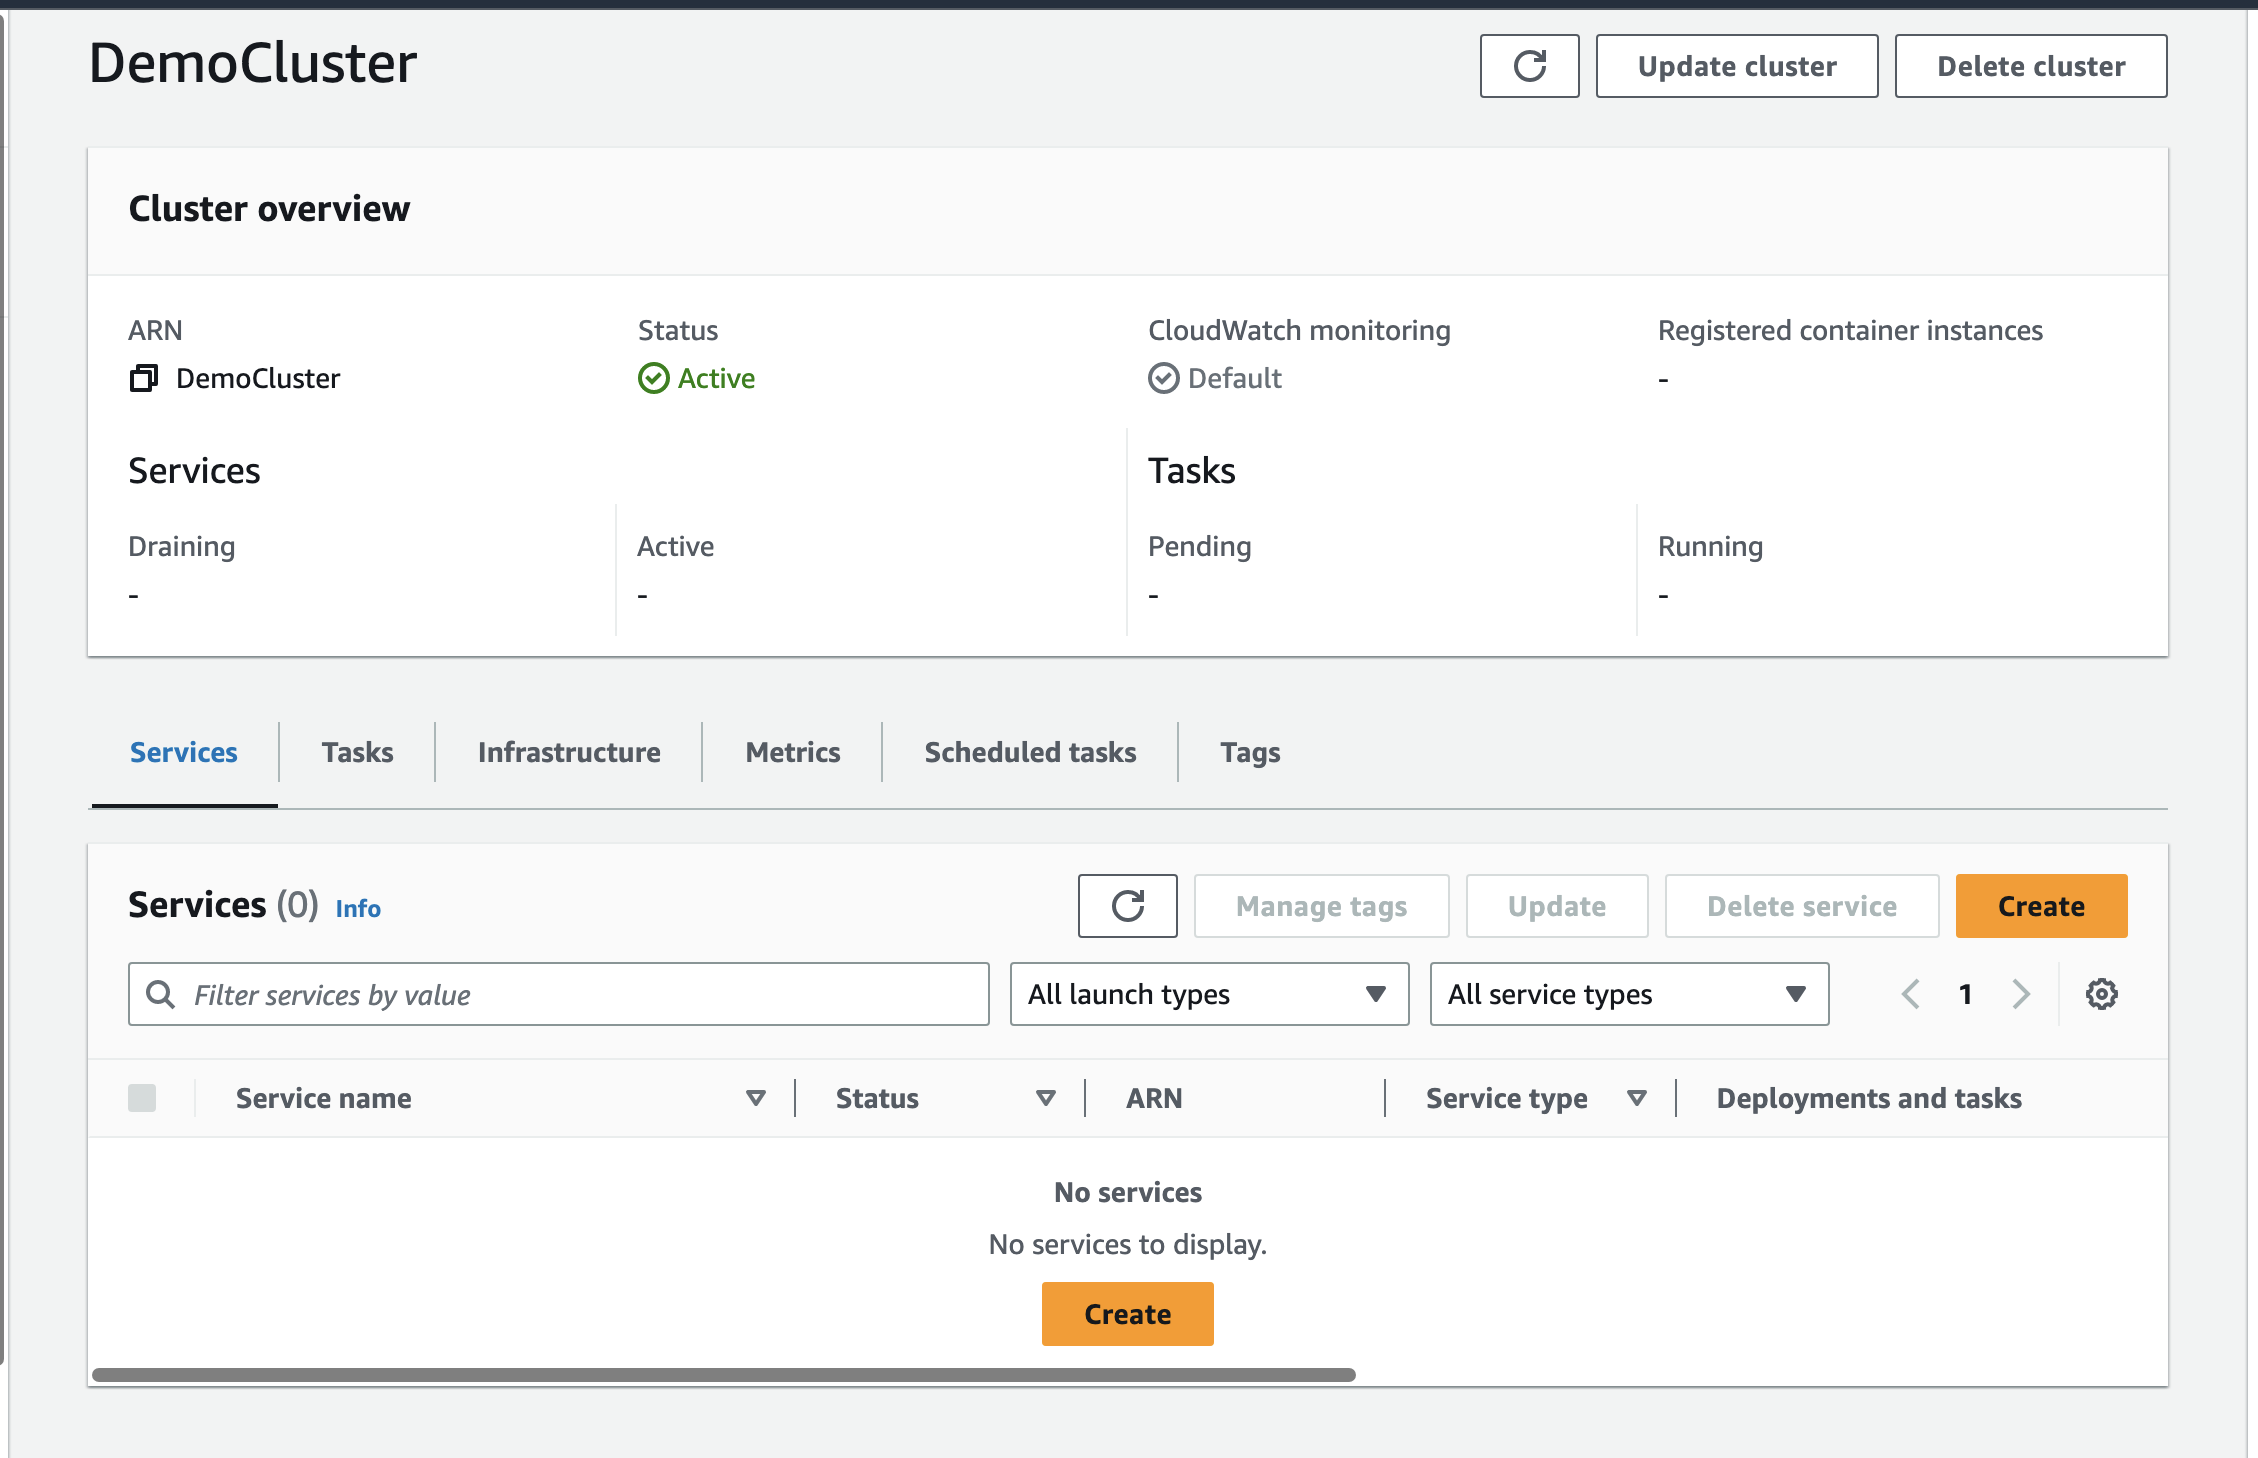 DemoCluster
Update cluster
Delete cluster
Cluster overview
ARN
DemoCluster
Status
Active
CloudWatch monitoring
Default
Registered container instances
-
Services
Tasks
Draining
-
Active
-
Pending
-
Running
-
Services
Tasks
Infrastructure
Metrics
Scheduled tasks
Tags
Services (0) Info
Manage tags
Update
Delete service
Create
Filter services by value
All launch types
All service types
1
Service name
Status
ARN
Service type
Deployments and tasks
No services
No services to display.
Create